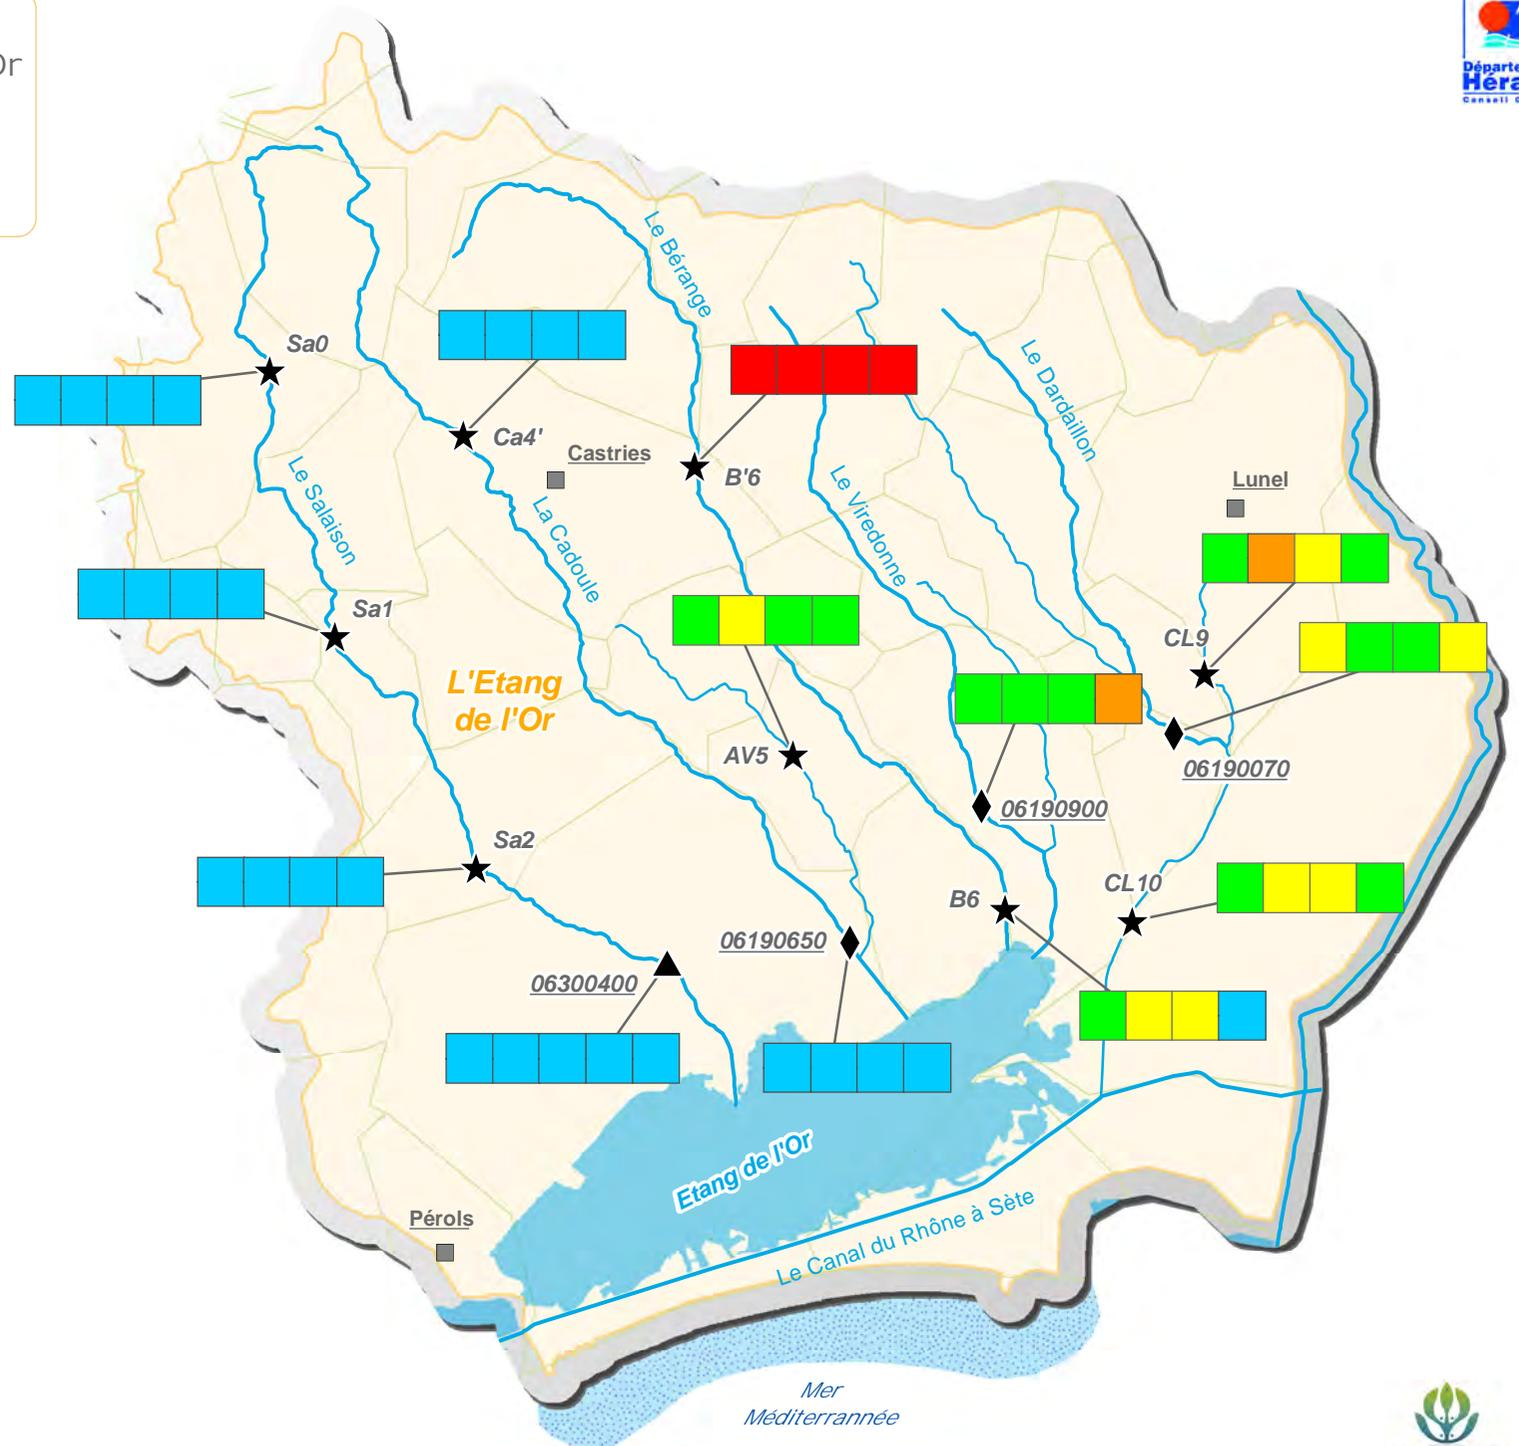 Or
Hér
Le Bérange
Sa0
Ca4'
Castries
B'6
Le Dardaillon
Le Salaison
La Cadoule
Le Viredonne
Lunel
Sa1
CL9
L'Etang
de l'Or
AV5
06190070
06190900
Sa2
CL10
B6
06190650
06300400
Etang de l'Or
Pérols
Le Canal du Rhône à Sète
Mer
Méditerrannée